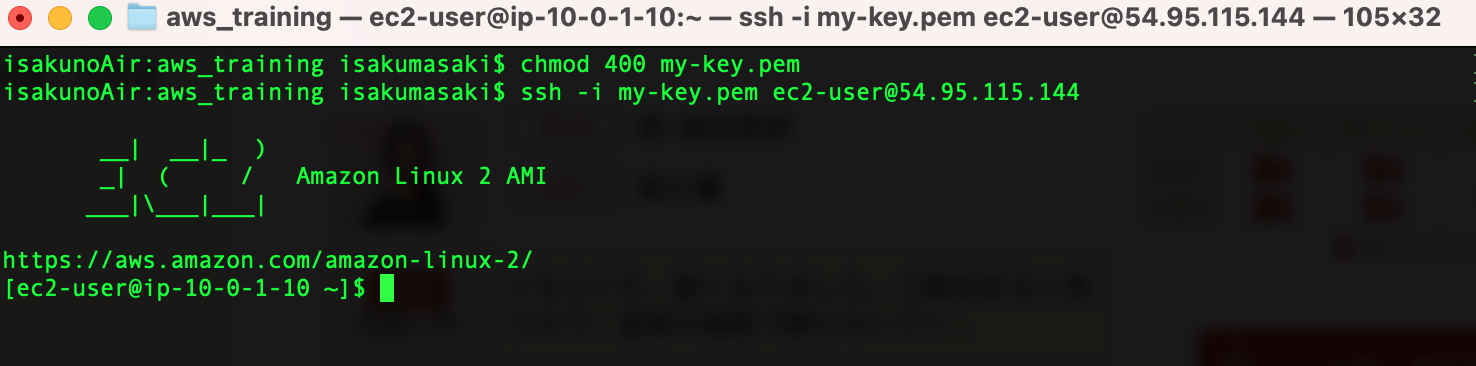 aws_training — ec2-user@ip-10-0-1-10:~ — ssh -i my-key.pem ec2-user@54.95.115.144 — 105×32
isakunoAir:aws_training isakumasaki$ chmod 400 my-key.pem
isakunoAir:aws_training isakumasaki$ ssh -i my-key.pem ec2-user@54.95.115.144
       __|  __|_  )
       _|  (     /   Amazon Linux 2 AMI
      ___|\___|___|
https://aws.amazon.com/amazon-linux-2/
[ec2-user@ip-10-0-1-10 ~]$